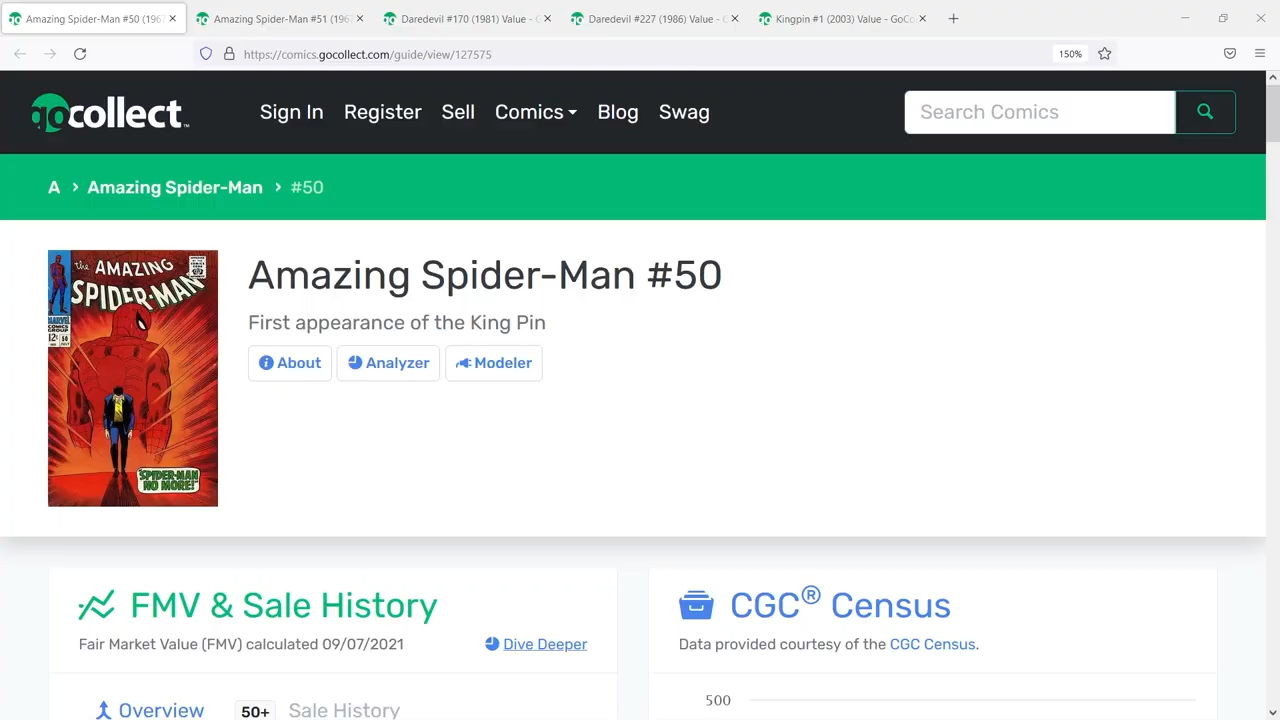 Amazing Spider-Man #50 (196
Amazing Spider-Man #51 (196
Daredevil #170 (1981) Value - G
Daredevil #227 (1986) Value - G
Kingpin #1 (2003) Value - GoCo
https://comics.gocollect.com/guide/view/127575
150%
gocollect™
Sign In
Register
Sell
Comics
Blog
Swag
Search Comics
A › Amazing Spider-Man › #50
the AMAZING
SPIDER-MAN
MARVEL
COMICS
GROUP
12¢
50
SPIDER-MAN
NO MORE!
Amazing Spider-Man #50
First appearance of the King Pin
About
Analyzer
Modeler
FMV & Sale History
Fair Market Value (FMV) calculated 09/07/2021
Dive Deeper
Overview
50+
Sale History
CGC® Census
Data provided courtesy of the CGC Census.
500